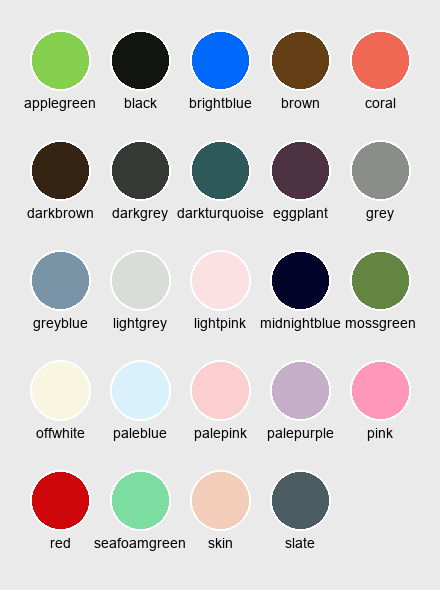 applegreen black brightblue brown coral
darkbrown darkgrey darkturquoise eggplant grey
greyblue lightgrey lightpink midnightblue mossgreen
offwhite paleblue palepink palepurple pink
red seafoamgreen skin slate